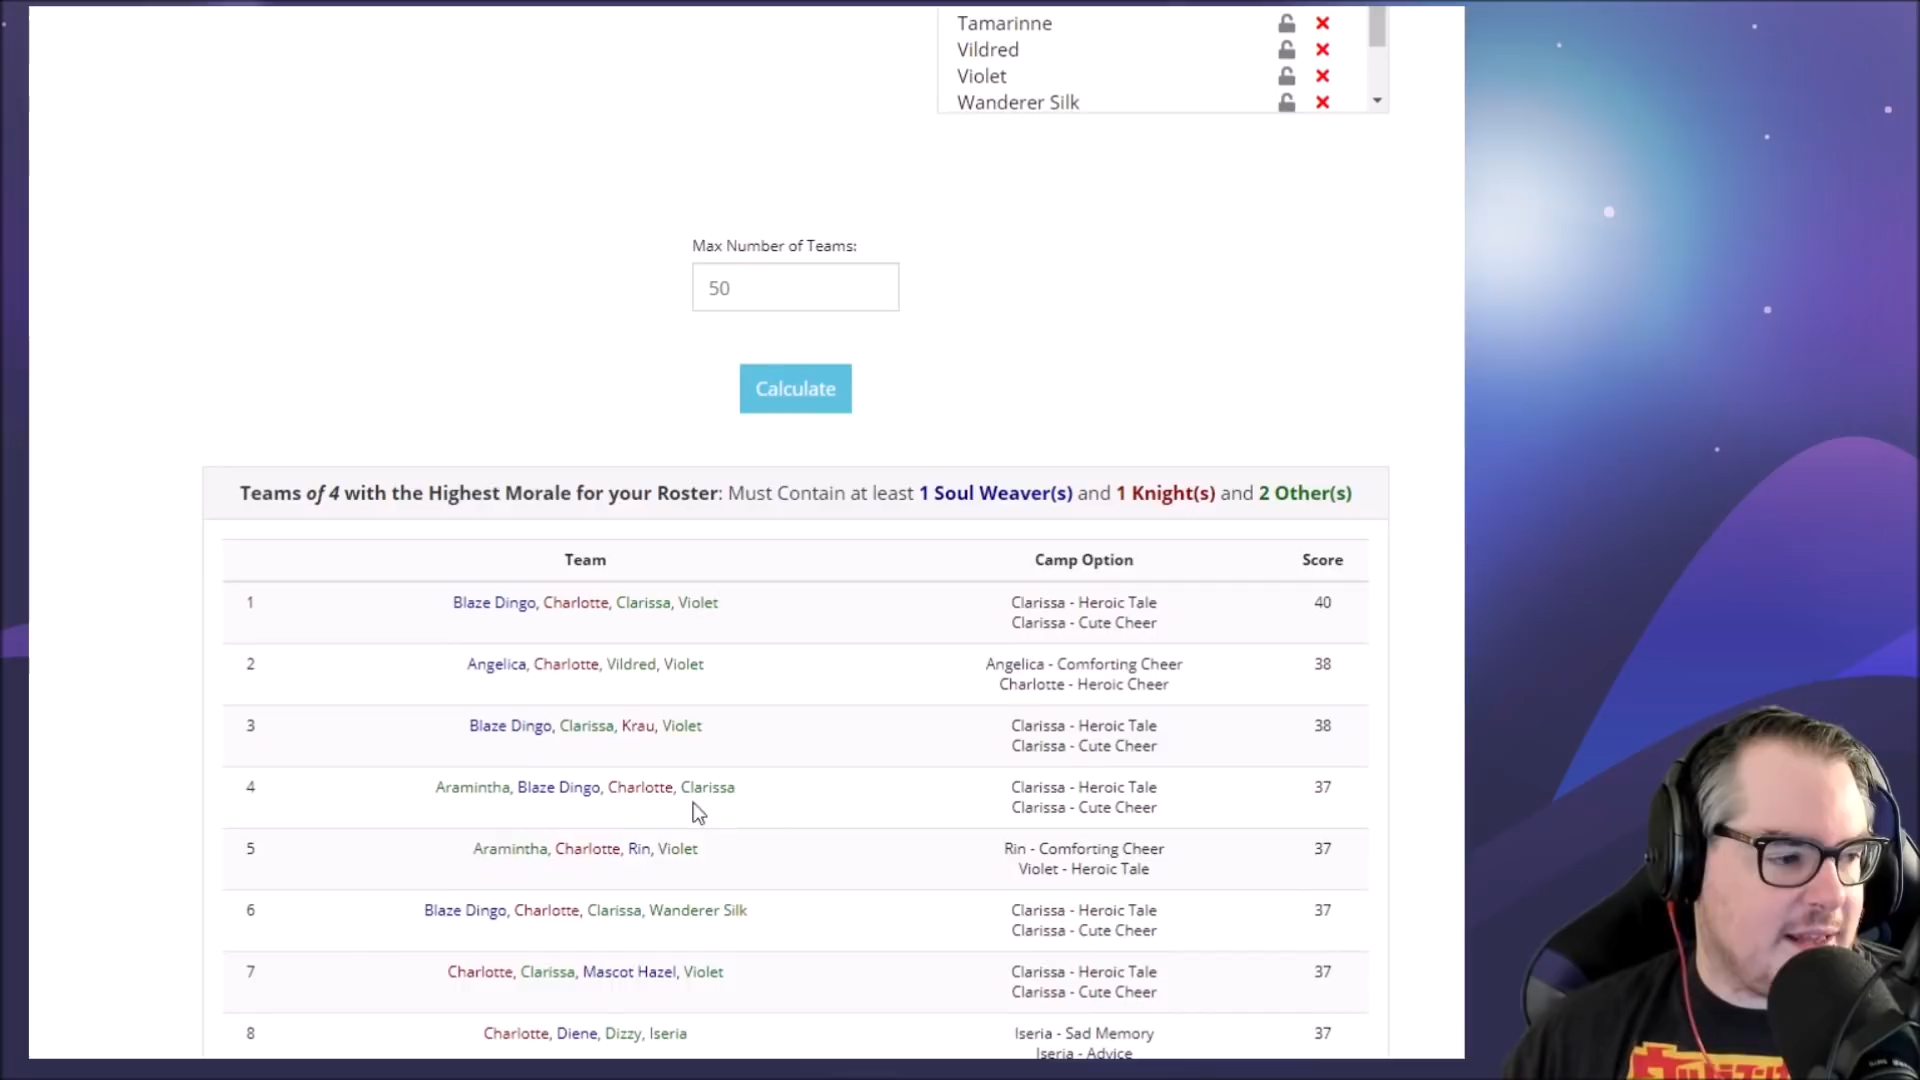 Tamarinne
Vildred
Violet
Wanderer Silk
Max Number of Teams:
50
Calculate
Teams of 4 with the Highest Morale for your Roster: Must Contain at least 1 Soul Weaver(s) and 1 Knight(s) and 2 Other(s)
Team Camp Option Score
1 Blaze Dingo, Charlotte, Clarissa, Violet Clarissa - Heroic Tale 40
Clarissa - Cute Cheer
2 Angelica, Charlotte, Vildred, Violet Angelica - Comforting Cheer 38
Charlotte - Heroic Cheer
3 Blaze Dingo, Clarissa, Krau, Violet Clarissa - Heroic Tale 38
Clarissa - Cute Cheer
4 Aramintha, Blaze Dingo, Charlotte, Clarissa Clarissa - Heroic Tale 37
Clarissa - Cute Cheer
5 Aramintha, Charlotte, Rin, Violet Rin - Comforting Cheer 37
Violet - Heroic Tale
6 Blaze Dingo, Charlotte, Clarissa, Wanderer Silk Clarissa - Heroic Tale 37
Clarissa - Cute Cheer
7 Charlotte, Clarissa, Mascot Hazel, Violet Clarissa - Heroic Tale 37
Clarissa - Cute Cheer
8 Charlotte, Diene, Dizzy, Iseria Iseria - Sad Memory 37
Iseria - Advice